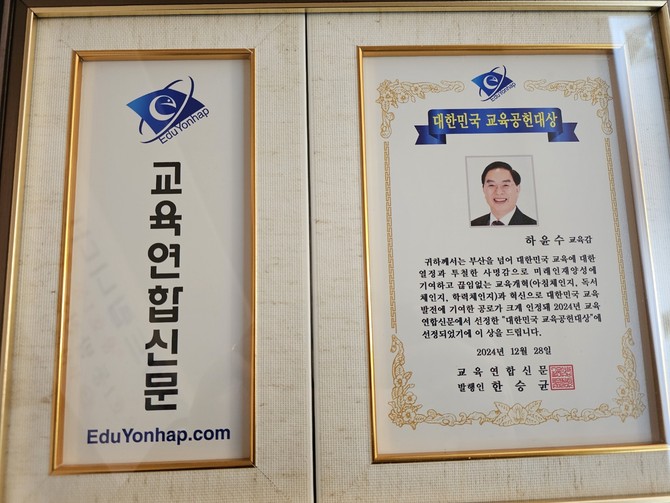 EduYonhap
교육연합신문
EduYonhap.com
EduYonhap
대한민국 교육공헌대상
하윤수 교육감
귀하께서는 부산을 넘어 대한민국 교육에 대한
열정과 투철한 사명감으로 미래인재양성에
기여하고 끊임없는 교육개혁(아침체인지, 독서
체인지, 학력체인지)과 혁신으로 대한민국 교육
발전에 기여한 공로가 크게 인정돼 2024년 교육
연합신문에서 선정한 "대한민국 교육공헌대상"에
선정되었기에 이 상을 드립니다.
2024년 12월 28일
교육연합신문
발행인 한승균